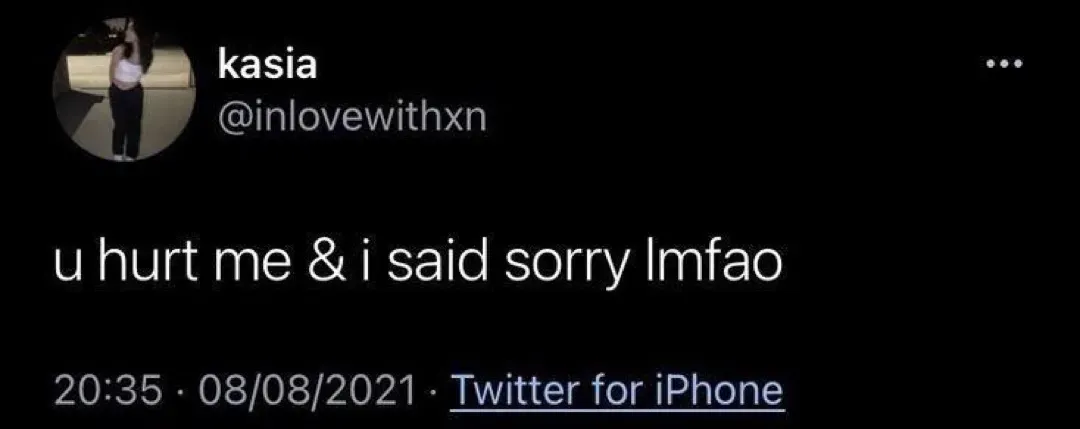 kasia
@inlovewithxn
u hurt me & i said sorry lmfao
20:35 · 08/08/2021 · Twitter for iPhone